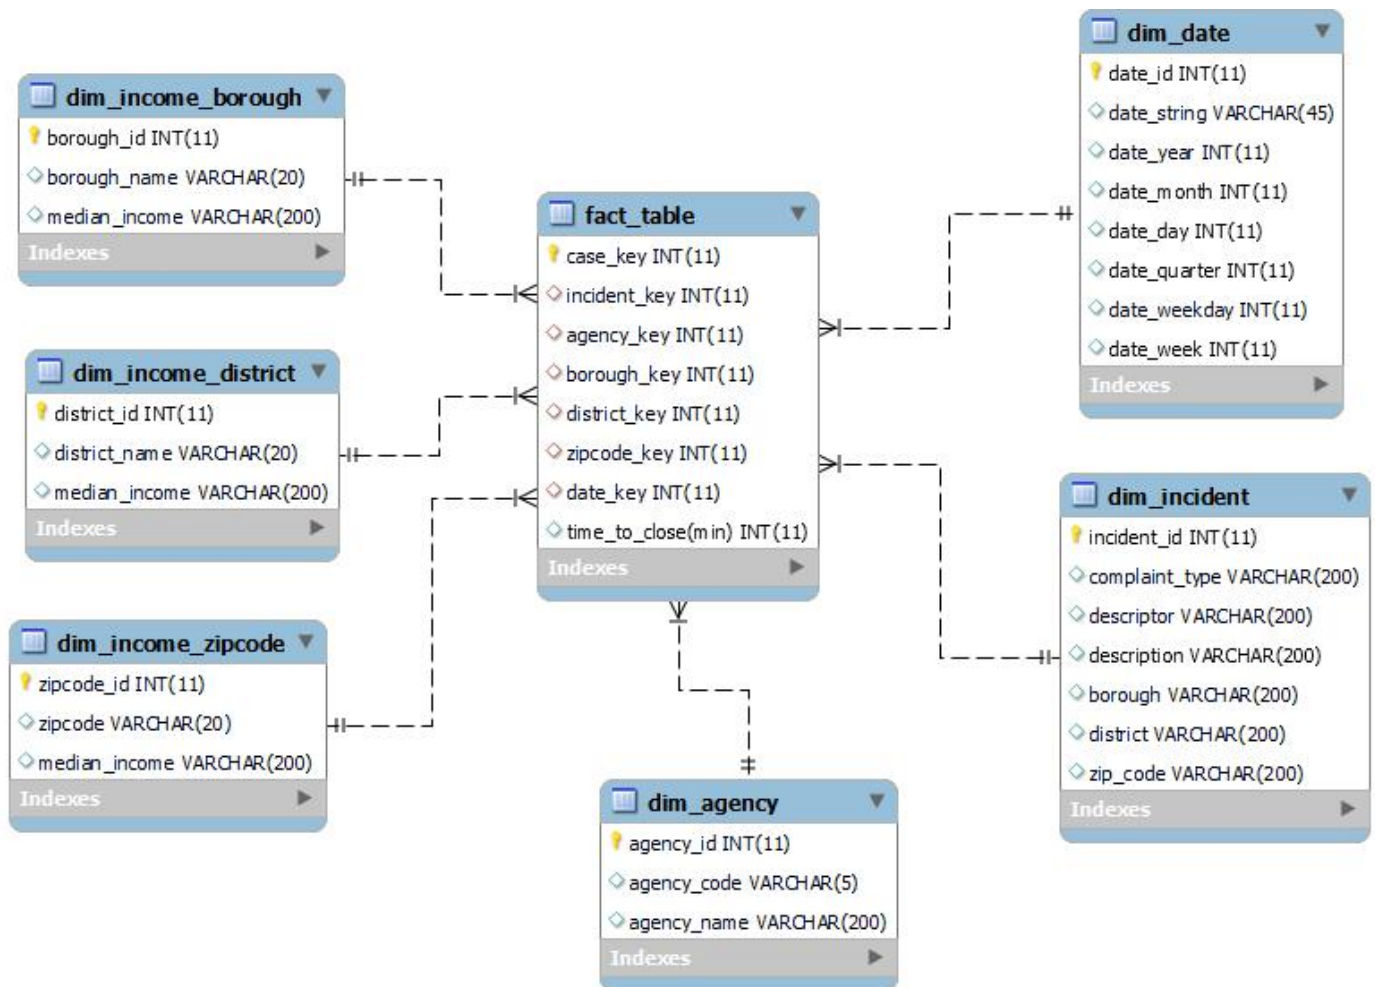 dim_income_borough
borough_id INT(11)
borough_name VARCHAR(20)
median_income VARCHAR(200)
Indexes
dim_income_district
district_id INT(11)
district_name VARCHAR(20)
median_income VARCHAR(200)
Indexes
dim_income_zipcode
zipcode_id INT(11)
zipcode VARCHAR(20)
median_income VARCHAR(200)
Indexes
fact_table
case_key INT(11)
incident_key INT(11)
agency_key INT(11)
borough_key INT(11)
district_key INT(11)
zipcode_key INT(11)
date_key INT(11)
time_to_close(min) INT(11)
Indexes
dim_agency
agency_id INT(11)
agency_code VARCHAR(5)
agency_name VARCHAR(200)
Indexes
dim_date
date_id INT(11)
date_string VARCHAR(45)
date_year INT(11)
date_month INT(11)
date_day INT(11)
date_quarter INT(11)
date_weekday INT(11)
date_week INT(11)
Indexes
dim_incident
incident_id INT(11)
complaint_type VARCHAR(200)
descriptor VARCHAR(200)
description VARCHAR(200)
borough VARCHAR(200)
district VARCHAR(200)
zip_code VARCHAR(200)
Indexes